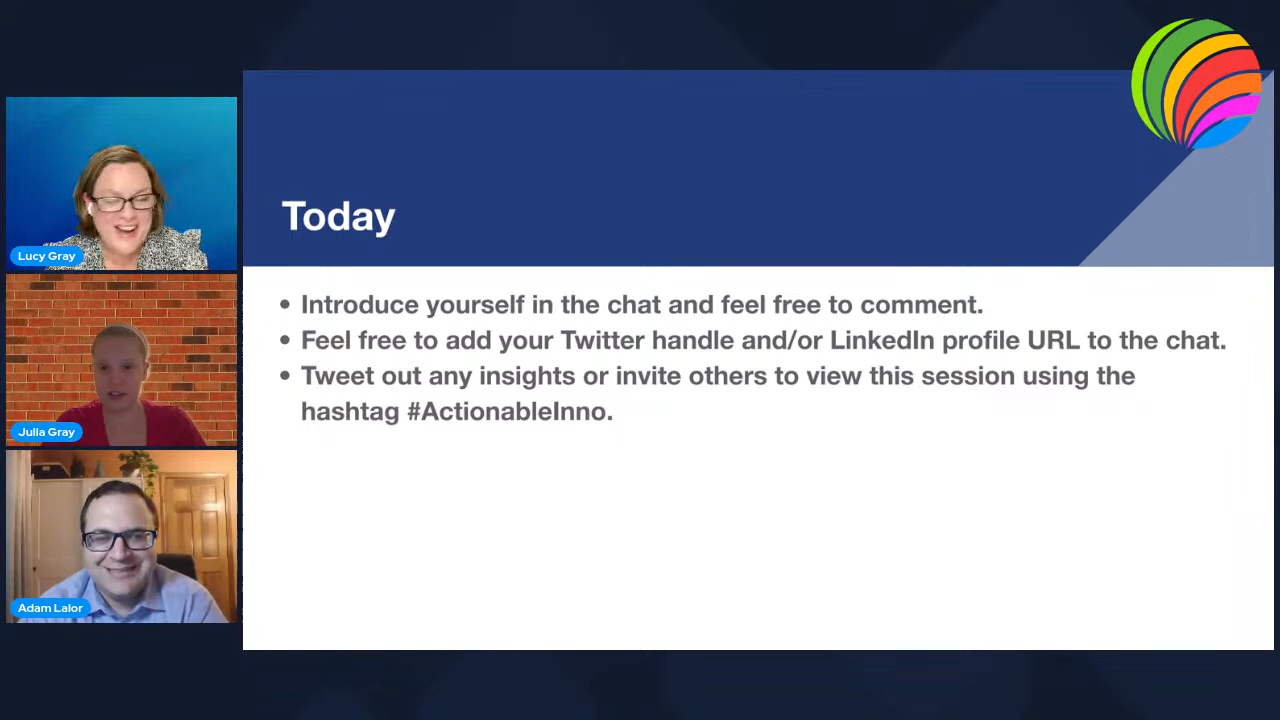 Today
• Introduce yourself in the chat and feel free to comment.
• Feel free to add your Twitter handle and/or LinkedIn profile URL to the chat.
• Tweet out any insights or invite others to view this session using the
hashtag #ActionableInno.
Lucy Gray
Julia Gray
Adam Lalor